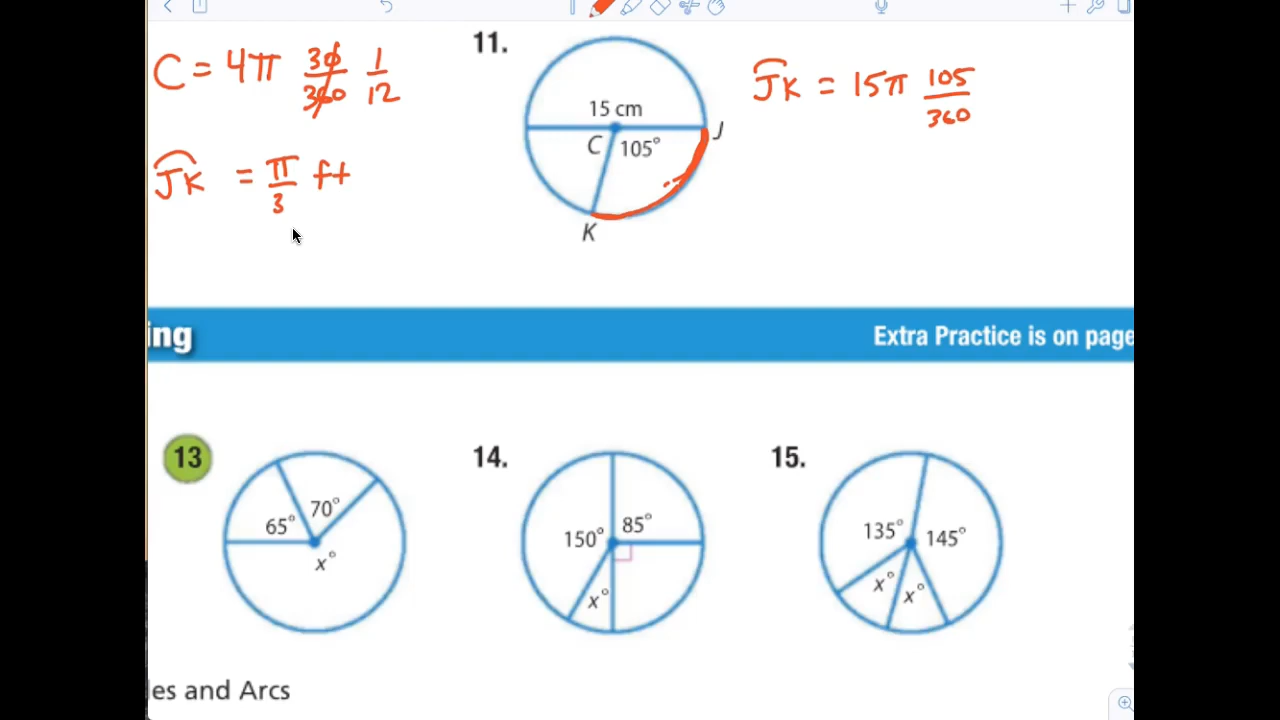 C = 4π 30/360 1/12
JK = π/3 ft
11.
15 cm
C 105°
J
K
JK = 15π 105/360
ing
Extra Practice is on page
13
65° 70°
x°
14.
150° 85°
x°
15.
135° 145°
x° x°
les and Arcs